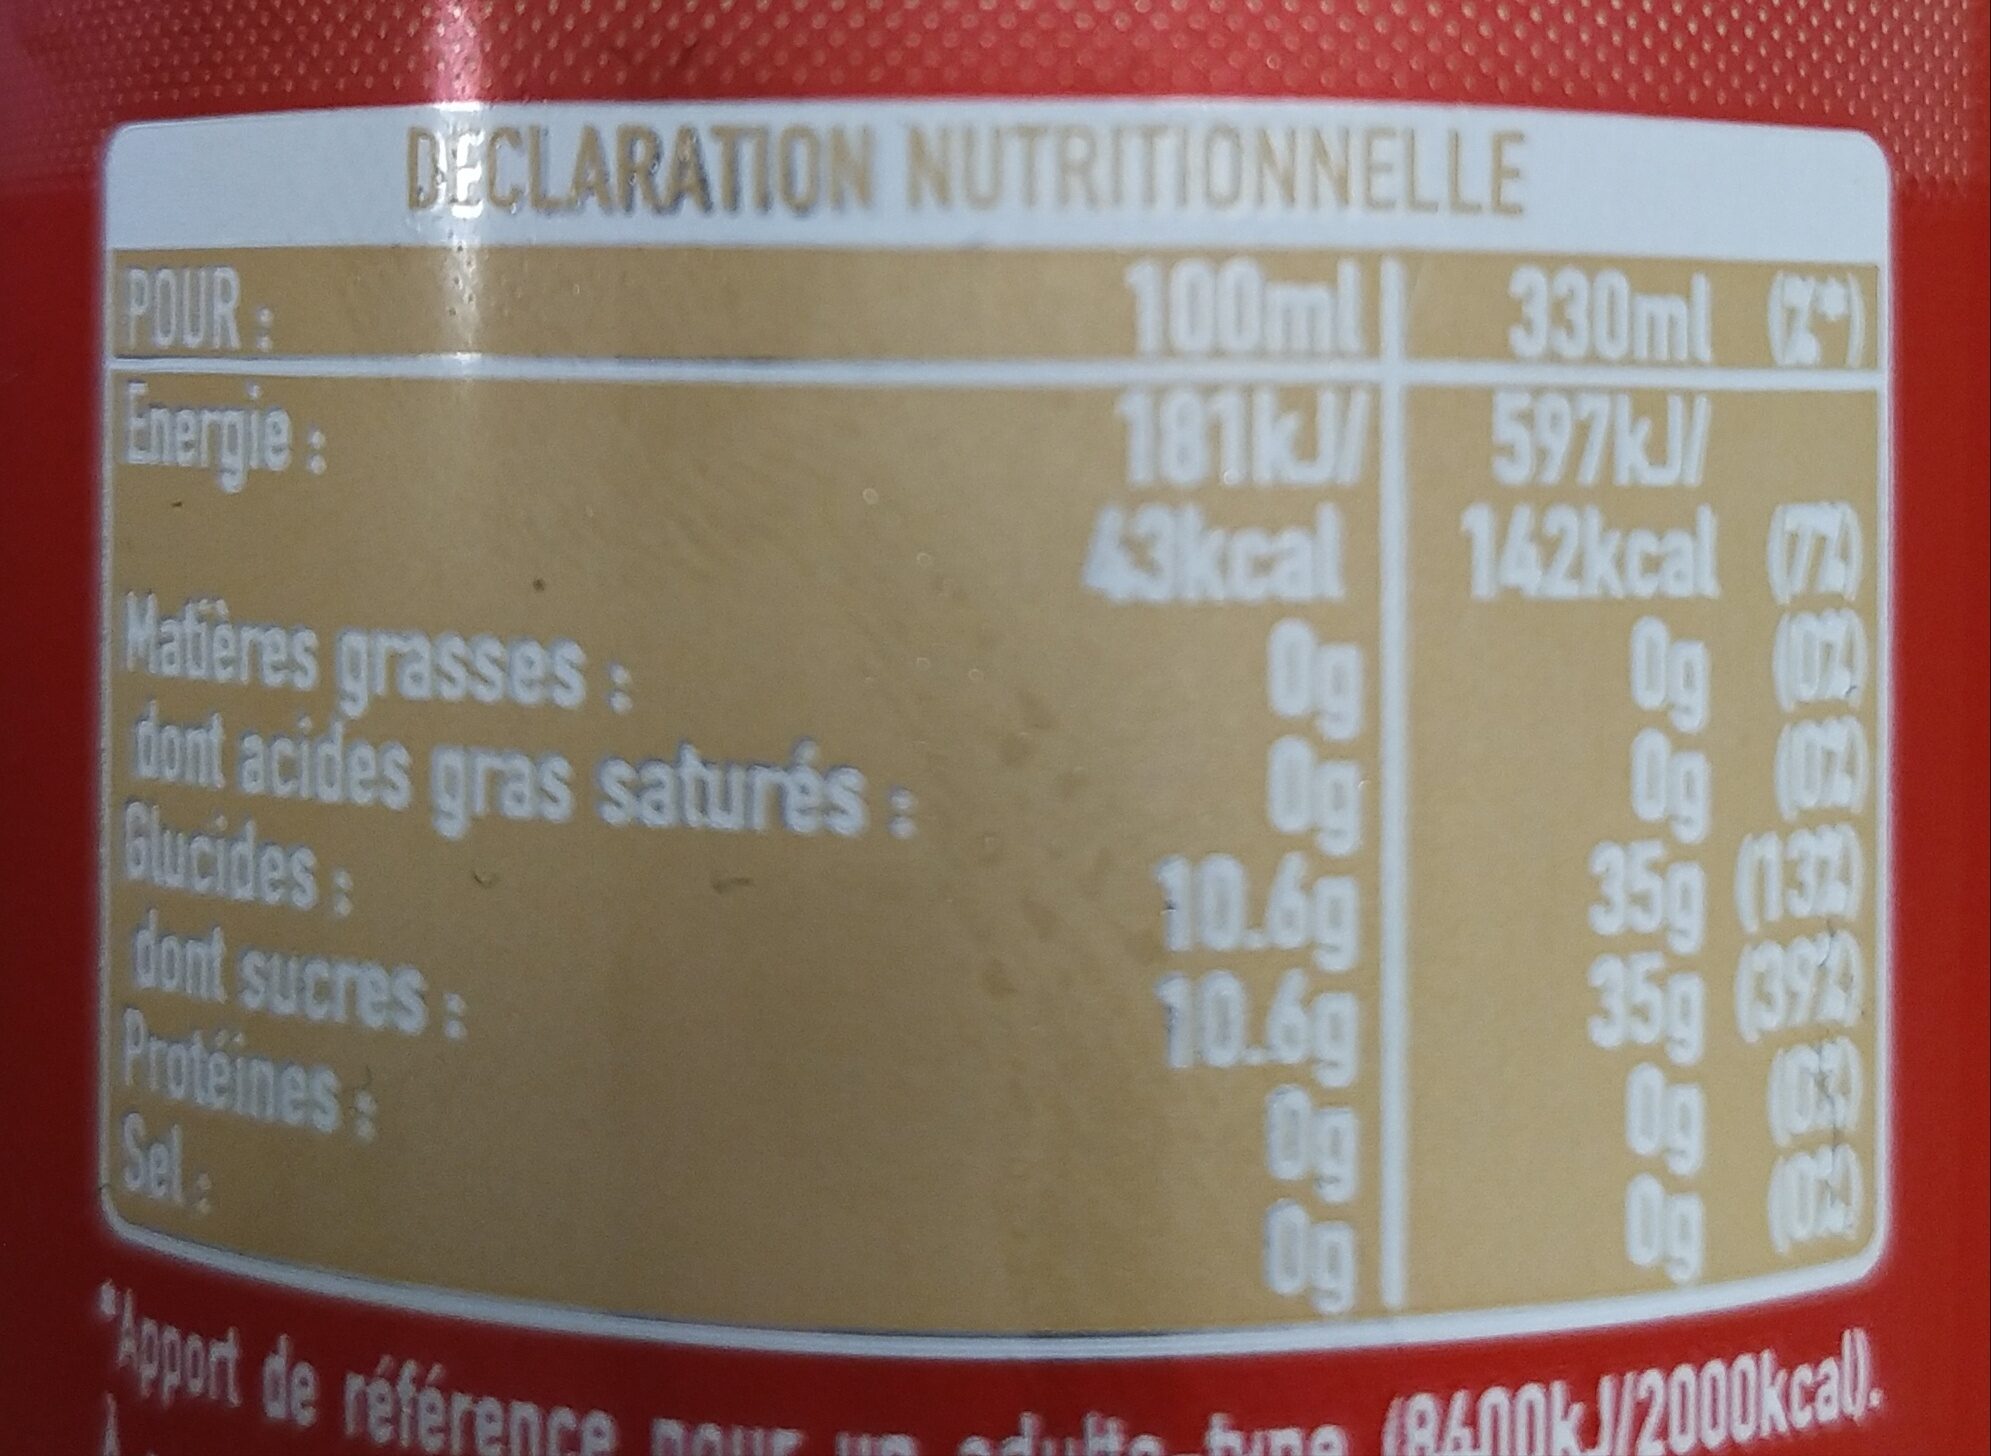 DECLARATION NUTRITIONNELLE
POUR : 100ml 330ml (%*)
Energie : 181kJ/ 597kJ/
43kcal 142kcal (7%)
Matières grasses : 0g 0g (0%)
dont acides gras saturés : 0g 0g (0%)
Glucides : 10.6g 35g (13%)
dont sucres : 10.6g 35g (39%)
Protéines : 0g 0g (0%)
Sel : 0g 0g (0%)
*Apport de référence pour un adulte-type (8400kJ/2000kcal).